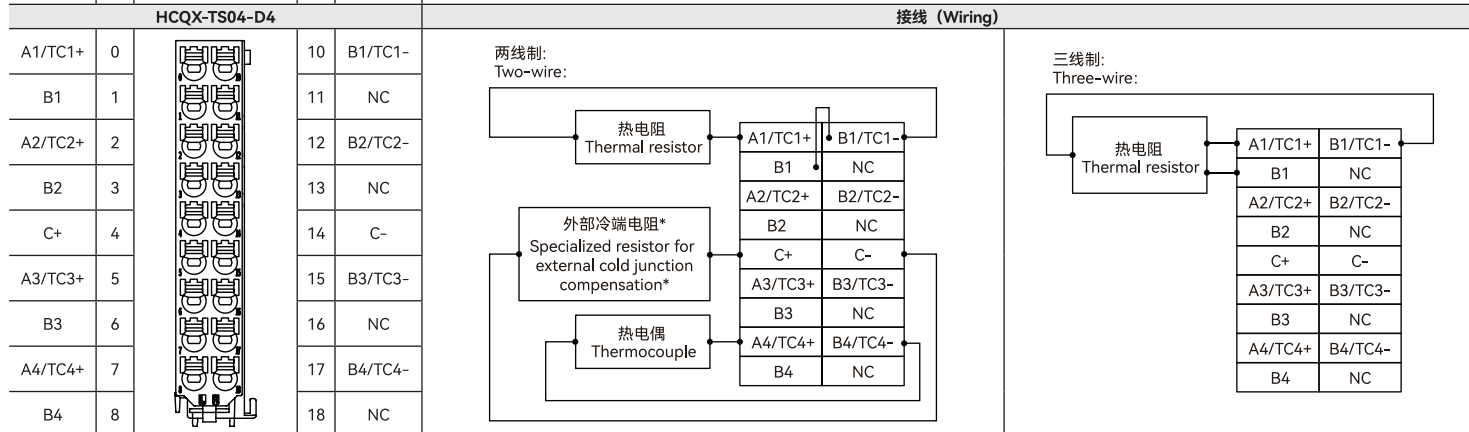 HCQX-TS04-D4
接线（Wiring）
A1/TC1+ 0 10 B1/TC1-
B1 1 11 NC
A2/TC2+ 2 12 B2/TC2-
B2 3 13 NC
C+ 4 14 C-
A3/TC3+ 5 15 B3/TC3-
B3 6 16 NC
A4/TC4+ 7 17 B4/TC4-
B4 8 18 NC
两线制:
Two-wire:
热电阻
Thermal resistor
外部冷端电阻*
Specialized resistor for
external cold junction
compensation*
热电偶
Thermocouple
A1/TC1+ B1/TC1-
B1 NC
A2/TC2+ B2/TC2-
B2 NC
C+ C-
A3/TC3+ B3/TC3-
B3 NC
A4/TC4+ B4/TC4-
B4 NC
三线制:
Three-wire:
热电阻
Thermal resistor
A1/TC1+ B1/TC1-
B1 NC
A2/TC2+ B2/TC2-
B2 NC
C+ C-
A3/TC3+ B3/TC3-
B3 NC
A4/TC4+ B4/TC4-
B4 NC